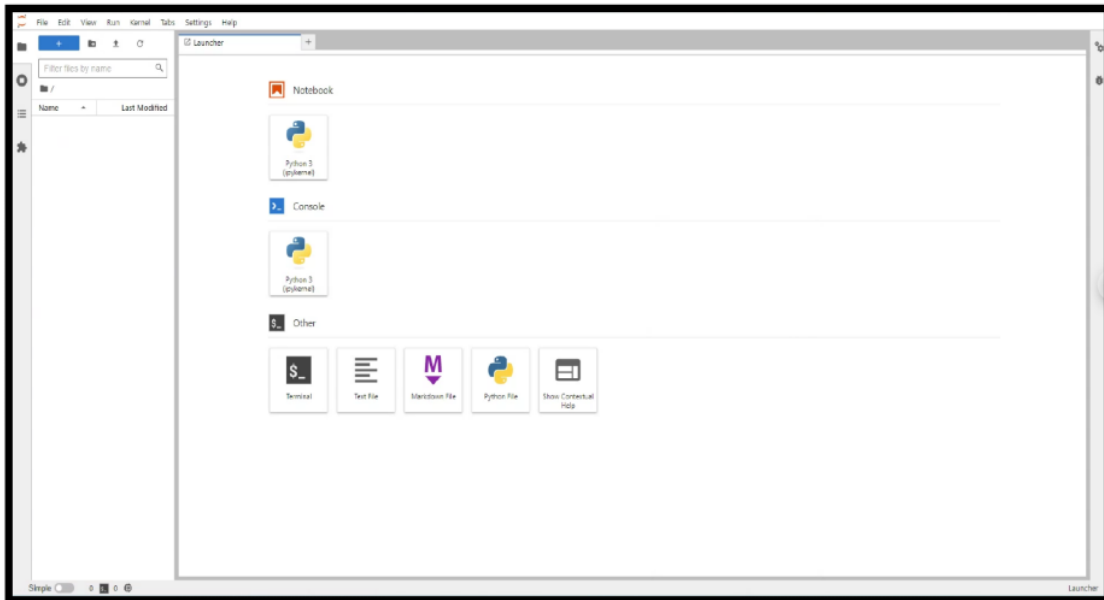 File Edit View Run Kernel Tabs Settings Help
Launcher
Filter files by name
/
Name Last Modified
Notebook
Python 3
(ipykernel)
Console
Python 3
(ipykernel)
Other
$_ Terminal
Text File
M Markdown File
Python File
Show Contextual
Help
Simple 0 $_ 0
Launcher